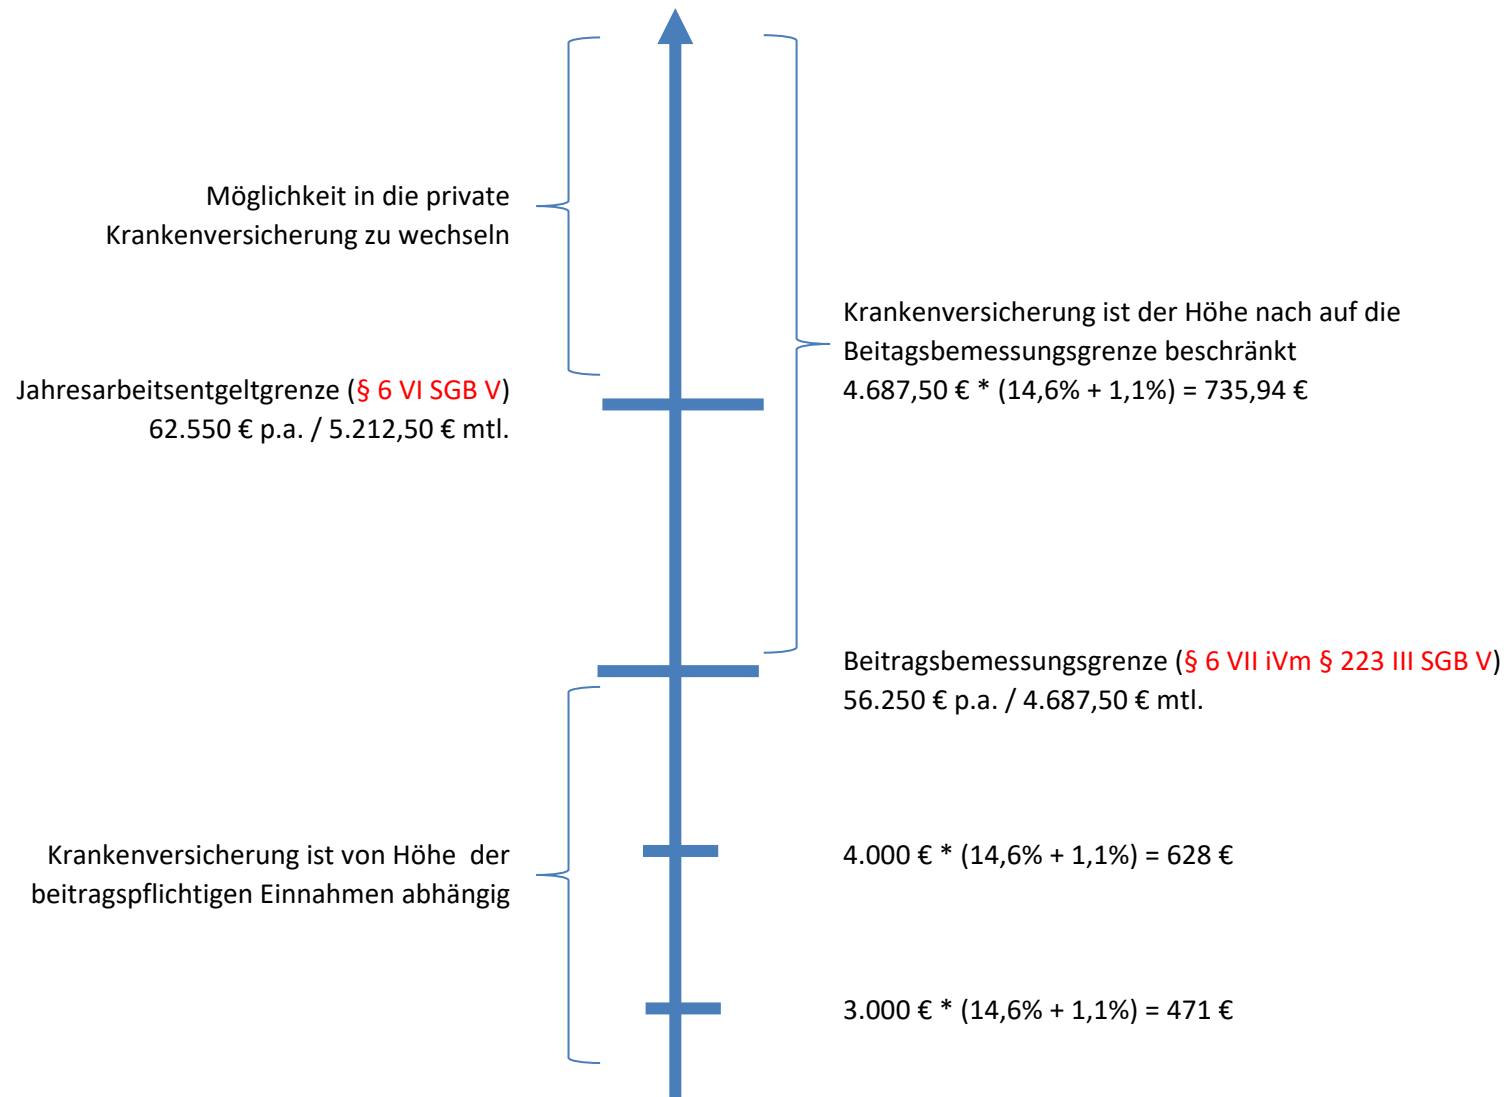 Möglichkeit in die private
Krankenversicherung zu wechseln
Krankenversicherung ist der Höhe nach auf die
Beitagsbemessungsgrenze beschränkt
4.687,50 € * (14,6% + 1,1%) = 735,94 €
Jahresarbeitsentgeltgrenze (§ 6 VI SGB V)
62.550 € p.a. / 5.212,50 € mtl.
Beitragsbemessungsgrenze (§ 6 VII iVm § 223 III SGB V)
56.250 € p.a. / 4.687,50 € mtl.
Krankenversicherung ist von Höhe der
beitragspflichtigen Einnahmen abhängig
4.000 € * (14,6% + 1,1%) = 628 €
3.000 € * (14,6% + 1,1%) = 471 €